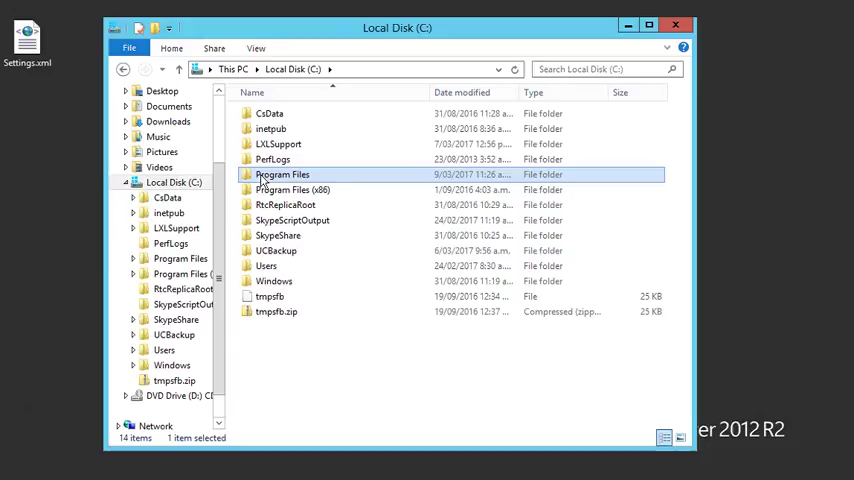 Settings.xml
Local Disk (C:)
File Home Share View
This PC Local Disk (C:) Search Local Disk (C:)
Name Date modified Type Size
Desktop
Documents
Downloads
Music
Pictures
Videos
Local Disk (C:)
CsData
inetpub
LXLSupport
PerfLogs
Program Files
Program Files (
RtcReplicaRoot
SkypeScriptOut
SkypeShare
UCBackup
Users
Windows
tmpsfb.zip
DVD Drive (D:) CD
Network
CsData 31/08/2016 11:28 a... File folder
inetpub 31/08/2016 8:36 a... File folder
LXLSupport 7/03/2017 12:56 p... File folder
PerfLogs 23/08/2013 3:52 a... File folder
Program Files 9/03/2017 11:26 a... File folder
Program Files (x86) 1/09/2016 4:03 a.m. File folder
RtcReplicaRoot 31/08/2016 10:29 a... File folder
SkypeScriptOutput 24/02/2017 11:19 a... File folder
SkypeShare 31/08/2016 10:25 a... File folder
UCBackup 6/03/2017 9:56 a.m. File folder
Users 24/02/2017 8:30 a... File folder
Windows 31/08/2016 11:19 a... File folder
tmpsfb 19/09/2016 12:34 ... File 25 KB
tmpsfb.zip 19/09/2016 12:37 ... Compressed (zipp... 25 KB
14 items 1 item selected
er 2012 R2